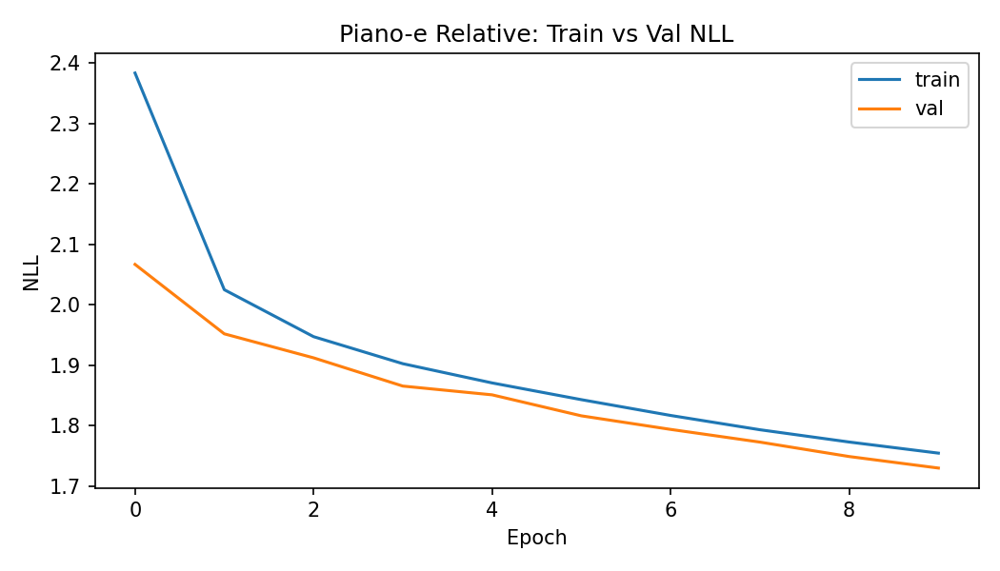 Piano-e Relative: Train vs Val NLL
train
val
2.4
2.3
2.2
2.1
2.0
1.9
1.8
1.7
NLL
0 2 4 6 8
Epoch